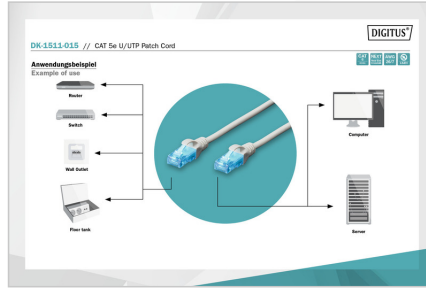 DIGITUS®
DK-1511-015 // CAT 5e U/UTP Patch Cord
Anwendungsbeispiel
Example of use
Router
Switch
Wall Outlet
Floor tank
Computer
Server